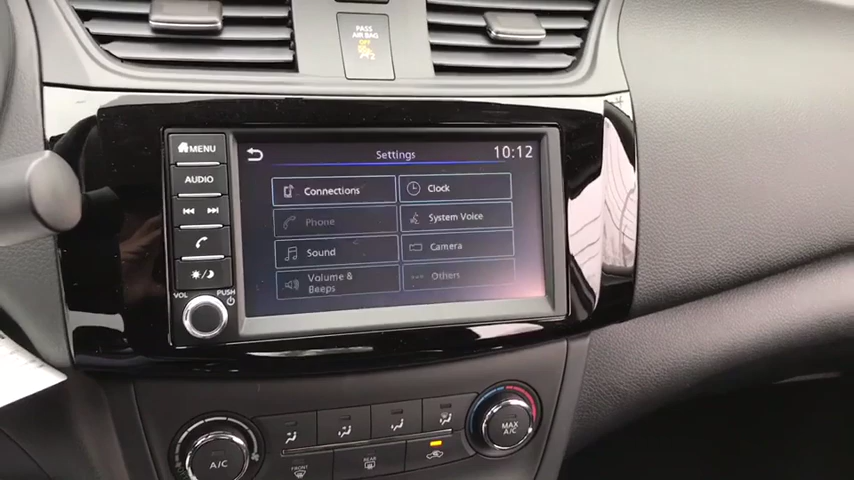 PASS
AIR BAG
OFF
2
MENU
Settings
10:12
AUDIO
Connections
Clock
Phone
System Voice
Sound
Camera
Volume &
Beeps
Others
VOL
PUSH
A/C
MAX
A/C
FRONT
REAR